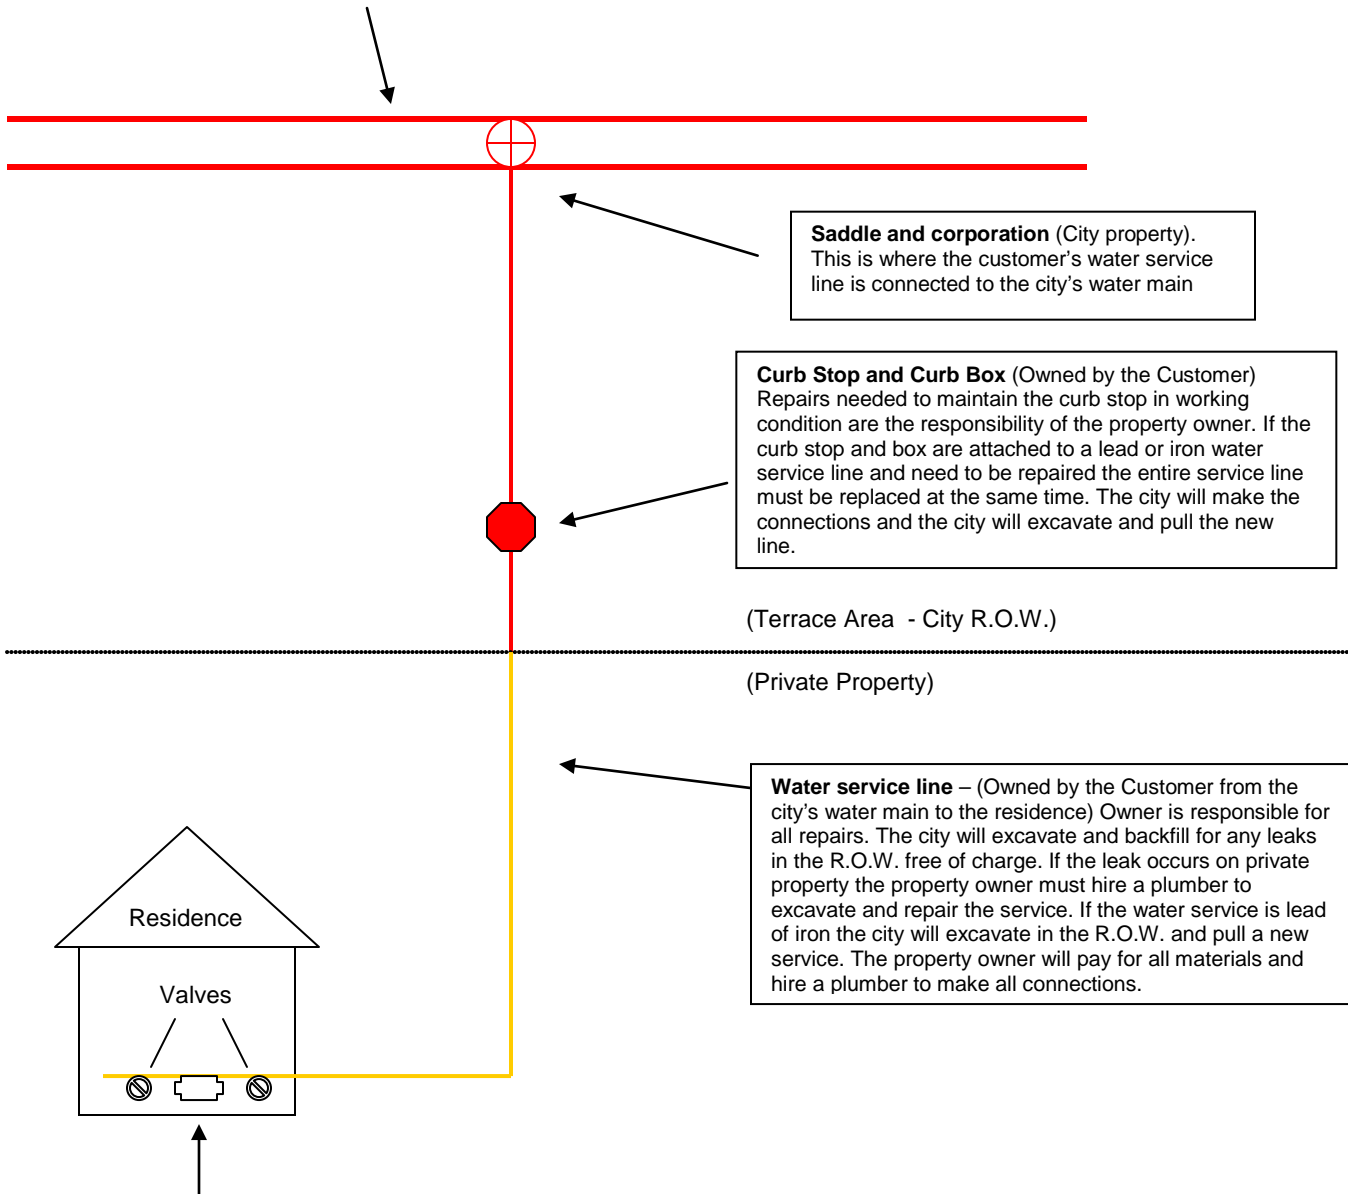 Saddle and corporation (City property).
This is where the customer’s water service
line is connected to the city’s water main
Curb Stop and Curb Box (Owned by the Customer)
Repairs needed to maintain the curb stop in working
condition are the responsibility of the property owner. If the
curb stop and box are attached to a lead or iron water
service line and need to be repaired the entire service line
must be replaced at the same time. The city will make the
connections and the city will excavate and pull the new
line.
(Terrace Area - City R.O.W.)
(Private Property)
Water service line – (Owned by the Customer from the
city’s water main to the residence) Owner is responsible for
all repairs. The city will excavate and backfill for any leaks
in the R.O.W. free of charge. If the leak occurs on private
property the property owner must hire a plumber to
excavate and repair the service. If the water service is lead
of iron the city will excavate in the R.O.W. and pull a new
service. The property owner will pay for all materials and
hire a plumber to make all connections.
Residence
Valves